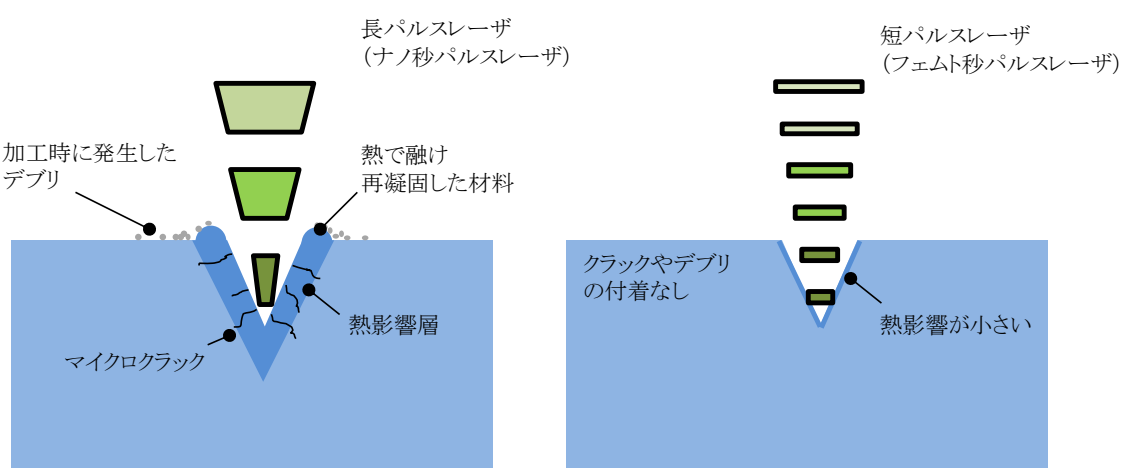 長パルスレーザ
（ナノ秒パルスレーザ）
加工時に発生した
デブリ
熱で融け
再凝固した材料
熱影響層
マイクロクラック
短パルスレーザ
（フェムト秒パルスレーザ）
クラックやデブリ
の付着なし
熱影響が小さい